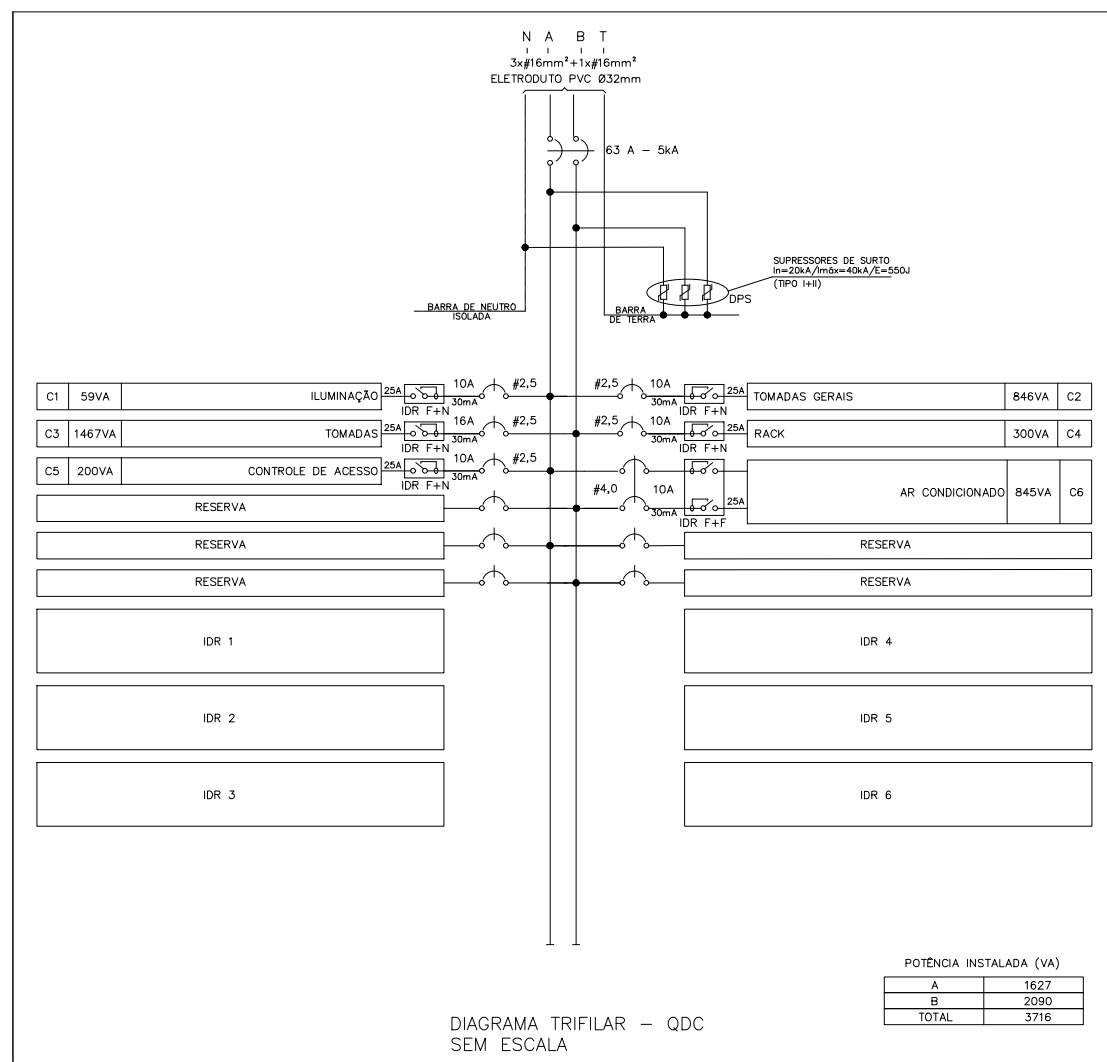 N A B T
3x#16mm²+1x#16mm²
ELETRODUTO PVC Ø32mm
63 A – 5kA
SUPRESSORES DE SURTO
In=20kA/Imáx=40kA/E=550J
(TIPO I+II)
DPS
BARRA DE NEUTRO
ISOLADA
BARRA
DE TERRA
C1 59VA ILUMINAÇÃO 25A IDR F+N 10A 30mA #2,5
#2,5 10A 30mA IDR F+N 25A TOMADAS GERAIS 846VA C2
C3 1467VA TOMADAS 25A IDR F+N 16A 30mA #2,5
#2,5 10A 30mA IDR F+N 25A RACK 300VA C4
C5 200VA CONTROLE DE ACESSO 25A IDR F+N 10A 30mA #2,5
#4,0 10A 30mA IDR F+F 25A AR CONDICIONADO 845VA C6
RESERVA
RESERVA RESERVA
RESERVA RESERVA
IDR 1 IDR 4
IDR 2 IDR 5
IDR 3 IDR 6
POTÊNCIA INSTALADA (VA)
A 1627
B 2090
TOTAL 3716
DIAGRAMA TRIFILAR – QDC
SEM ESCALA